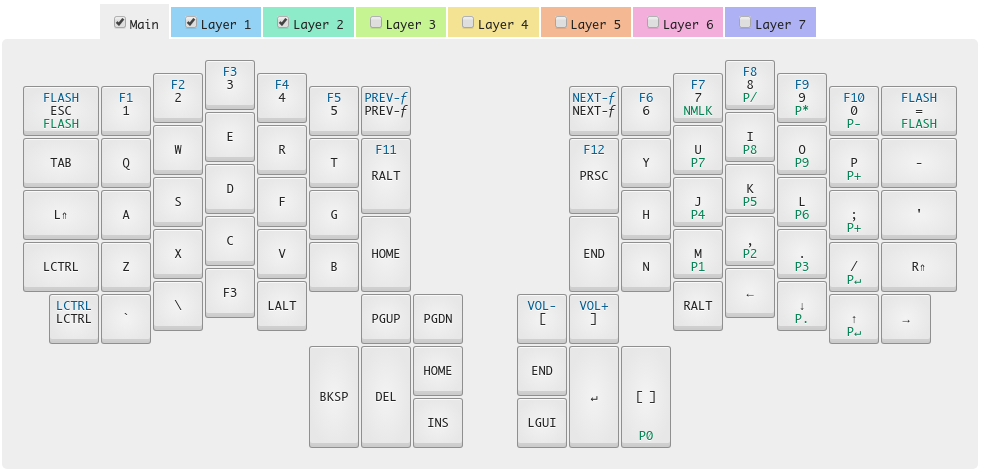 Main Layer 1 Layer 2 Layer 3 Layer 4 Layer 5 Layer 6 Layer 7
F3 F8
3 8
P/
F2 F4 F7 F9
2 4 7 9
NMLK P*
FLASH F1 F5 PREV-ƒ NEXT-ƒ F6 F10 FLASH
ESC 1 5 PREV-ƒ NEXT-ƒ 6 0 =
FLASH P- FLASH
E I
P8
W R U O
P7 P9
F11 F12
TAB Q T RALT PRSC Y P -
P+
D K
P5
S F J L
P4 P6
L⇑ A G H ; '
P+
C ,
P2
X V M .
P1 P3
LCTRL Z B HOME END N / R⇑
P↵
F3 ←
\ LALT RALT ↓
P.
LCTRL VOL- VOL+
LCTRL ` PGUP PGDN [ ] ↑ →
P↵
HOME END
BKSP DEL ↵ [ ]
INS LGUI
P0